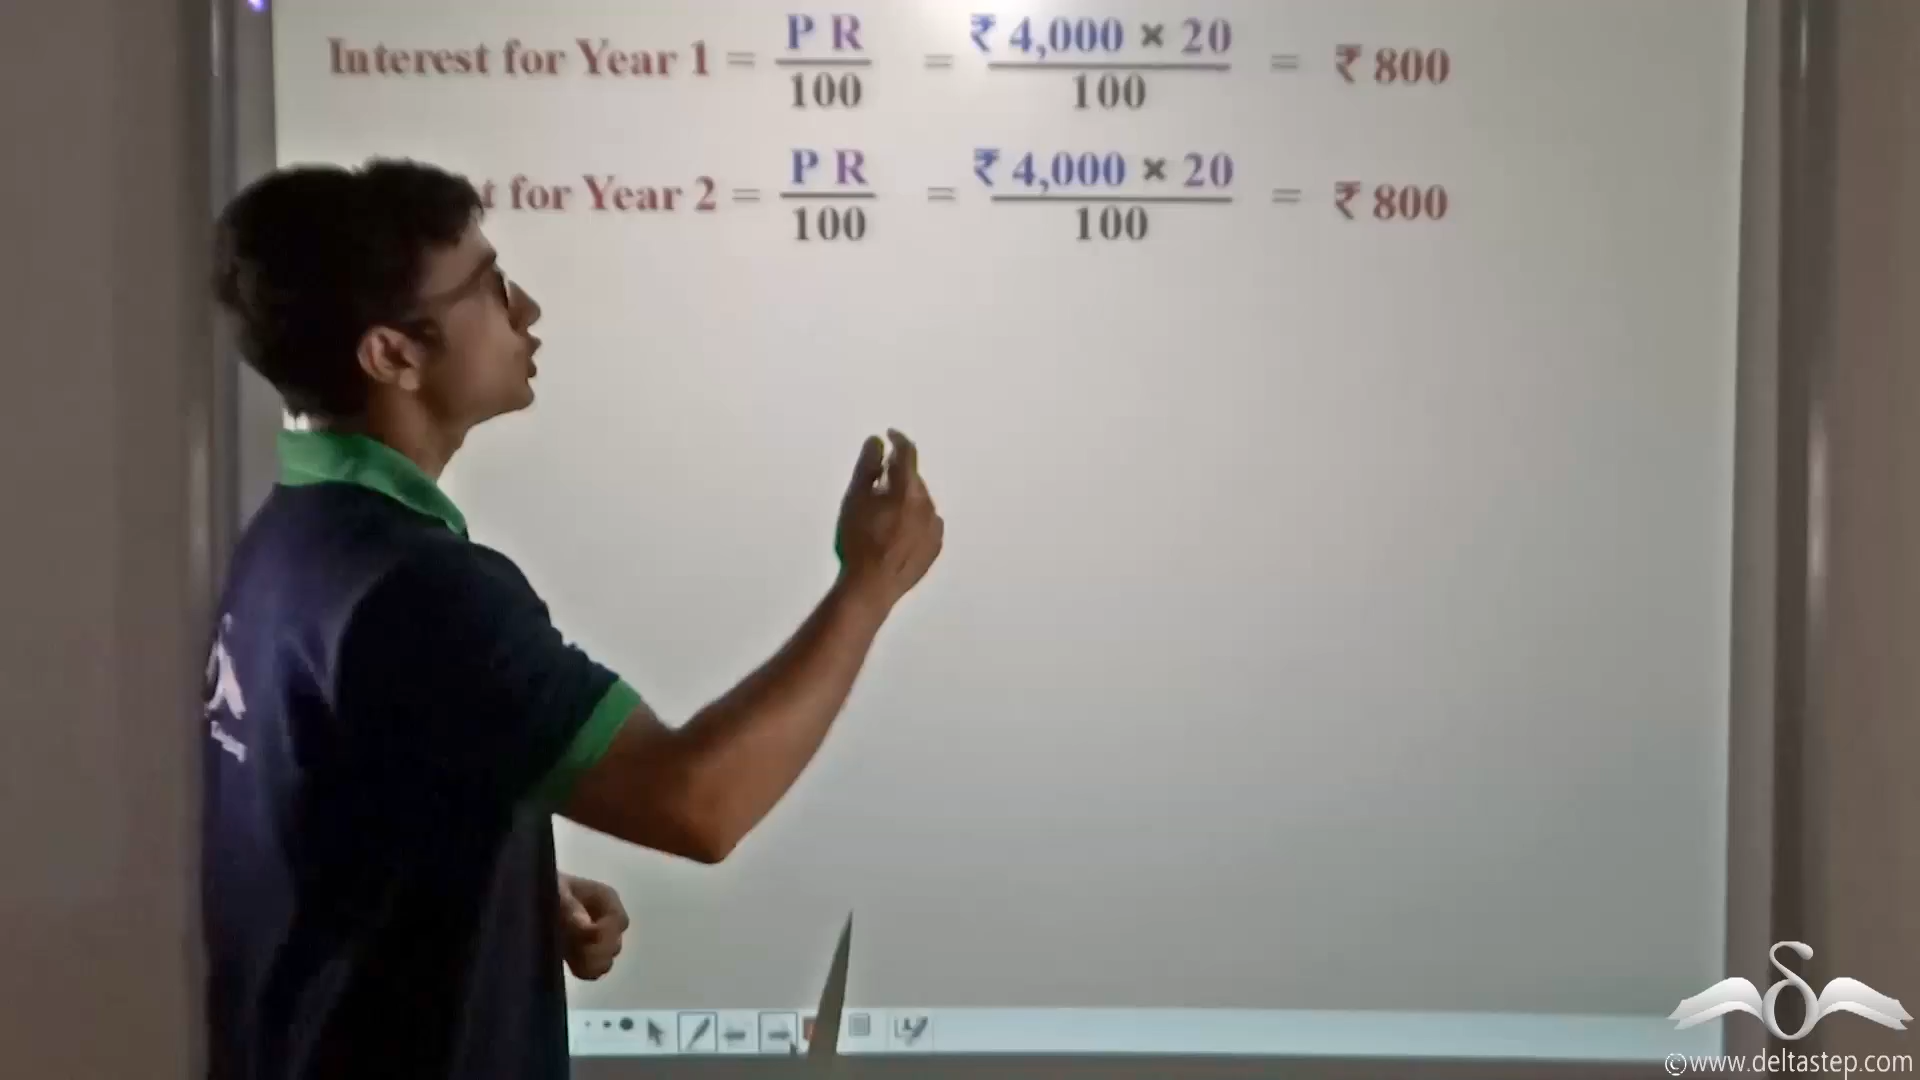 Interest for Year 1 = P R / 100 = ₹ 4,000 × 20 / 100 = ₹ 800
t for Year 2 = P R / 100 = ₹ 4,000 × 20 / 100 = ₹ 800
©www.deltastep.com